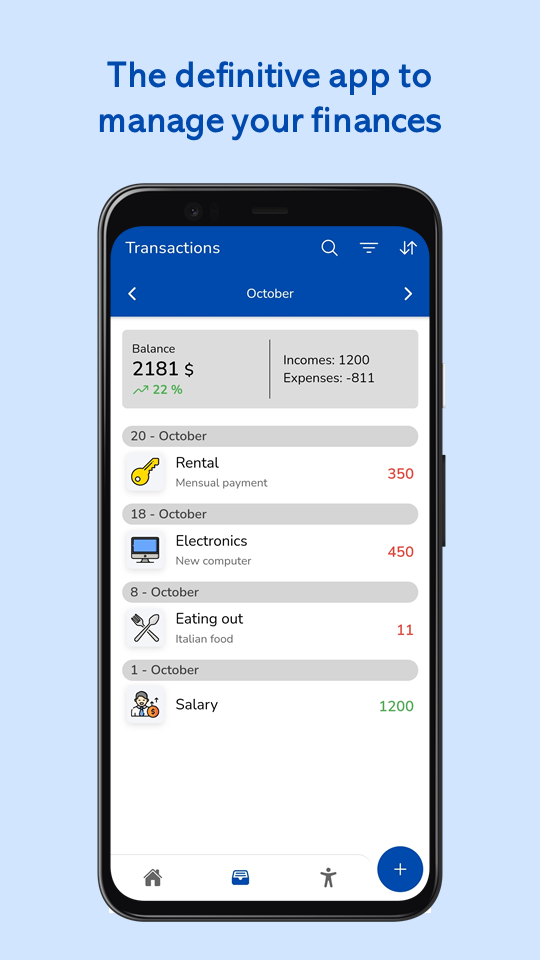 The definitive app to
manage your finances
Transactions
October
Balance
2181 $
22 %
Incomes: 1200
Expenses: -811
20 - October
Rental
Mensual payment
350
18 - October
Electronics
New computer
450
8 - October
Eating out
Italian food
11
1 - October
Salary
1200